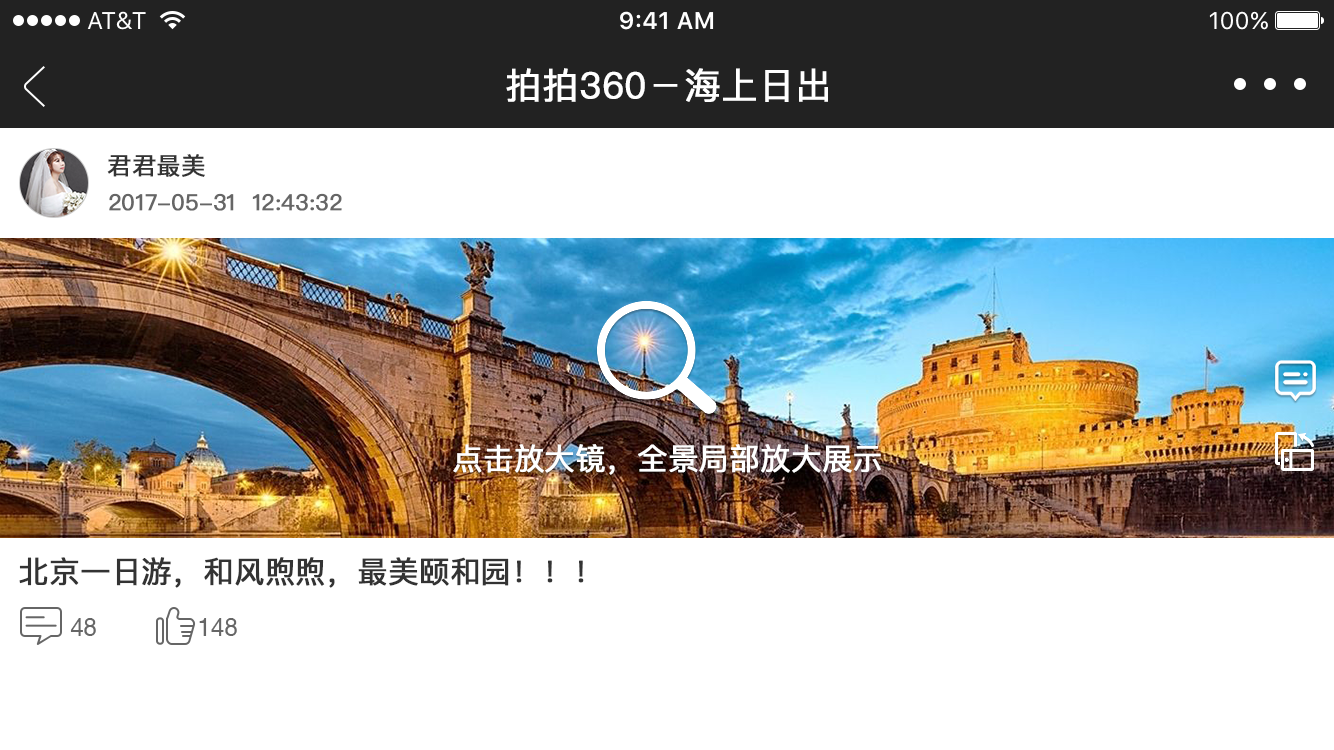 AT&T 9:41 AM 100%
拍拍360－海上日出
君君最美
2017-05-31 12:43:32
点击放大镜，全景局部放大展示
北京一日游，和风煦煦，最美颐和园！！！
48 148